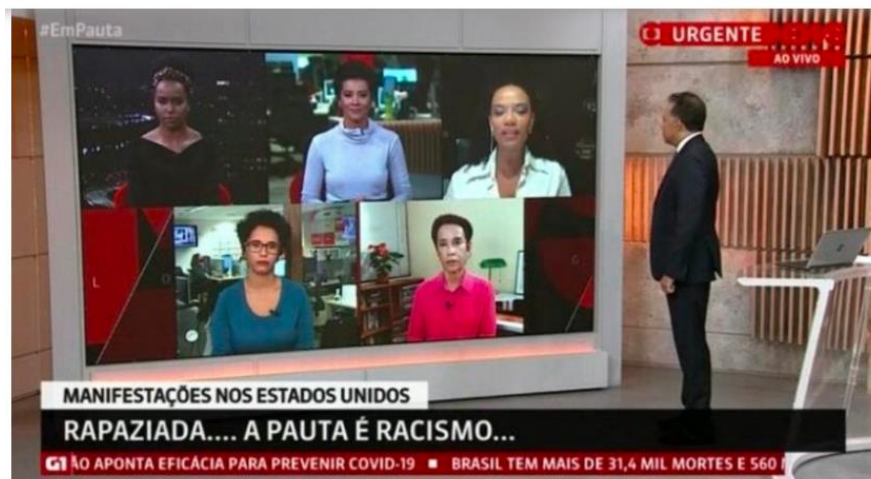 #EmPauta
URGENTE
AO VIVO
MANIFESTAÇÕES NOS ESTADOS UNIDOS
RAPAZIADA.... A PAUTA É RACISMO...
G1 ÃO APONTA EFICÁCIA PARA PREVENIR COVID-19 ■ BRASIL TEM MAIS DE 31,4 MIL MORTES E 560